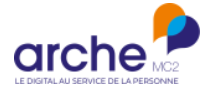 arche
MC2
LE DIGITAL AU SERVICE DE LA PERSONNE